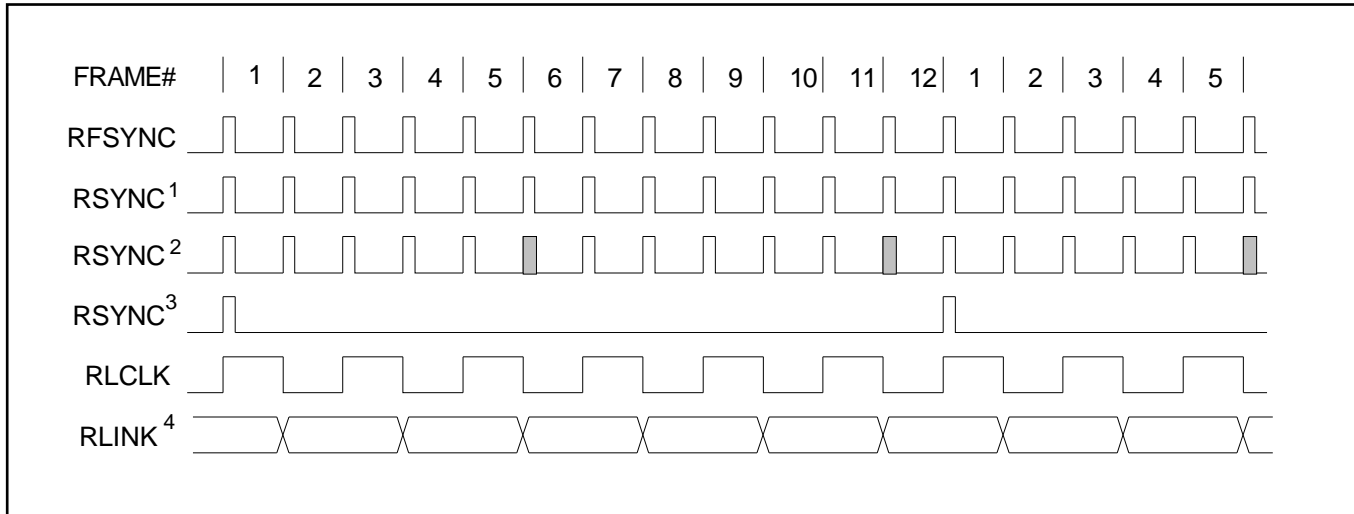 FRAME# 1 2 3 4 5 6 7 8 9 10 11 12 1 2 3 4 5
RFSYNC
RSYNC¹
RSYNC²
RSYNC³
RLCLK
RLINK⁴